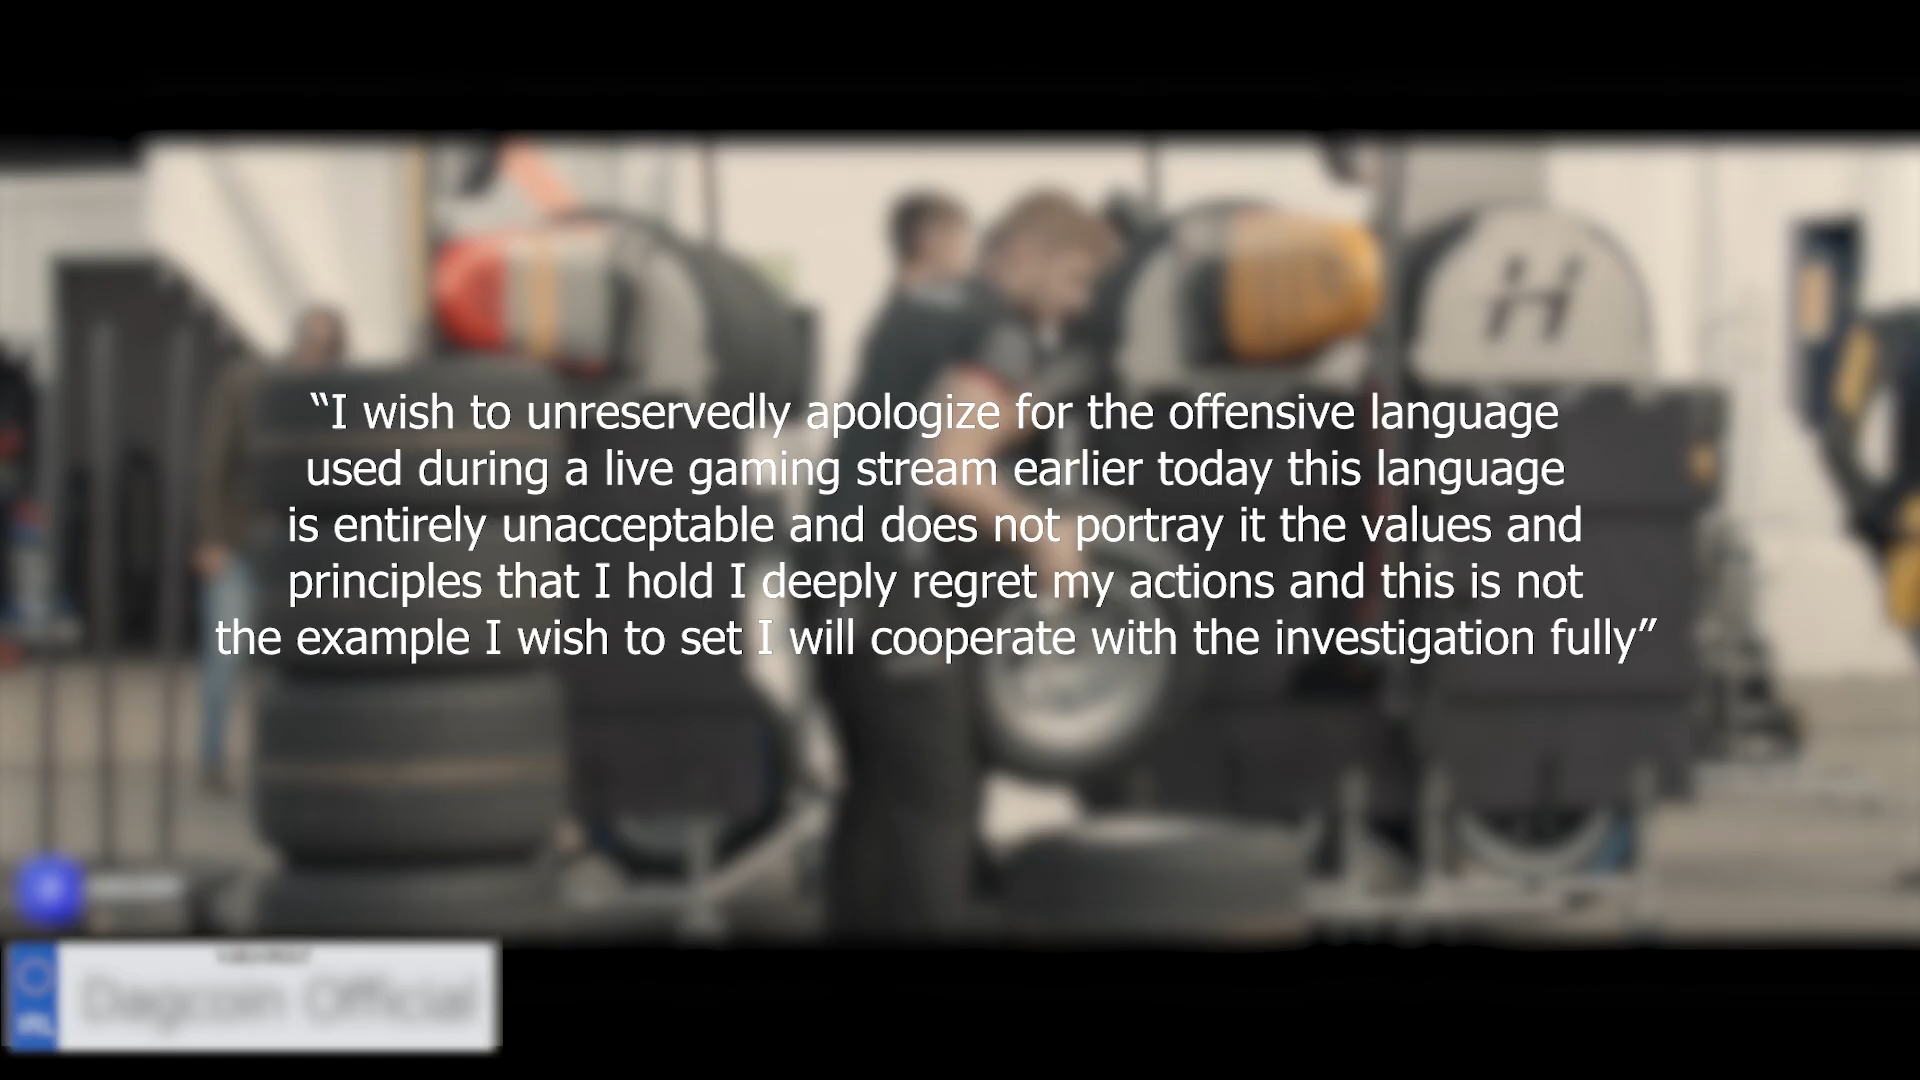 “I wish to unreservedly apologize for the offensive language
used during a live gaming stream earlier today this language
is entirely unacceptable and does not portray it the values and
principles that I hold I deeply regret my actions and this is not
the example I wish to set I will cooperate with the investigation fully”
H
Dagcoin Official